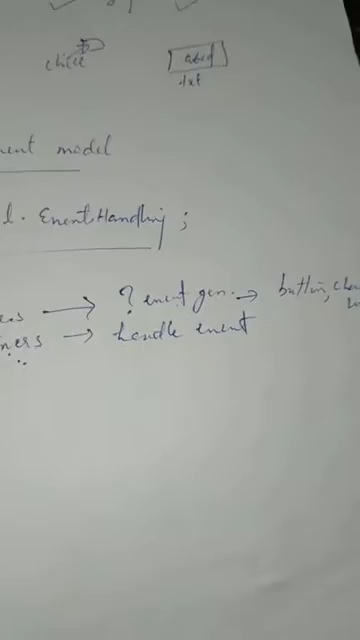 click abcd
txt
ent model
l. EventHandling ;
es → ? event gen. → button, che
ners → handle event